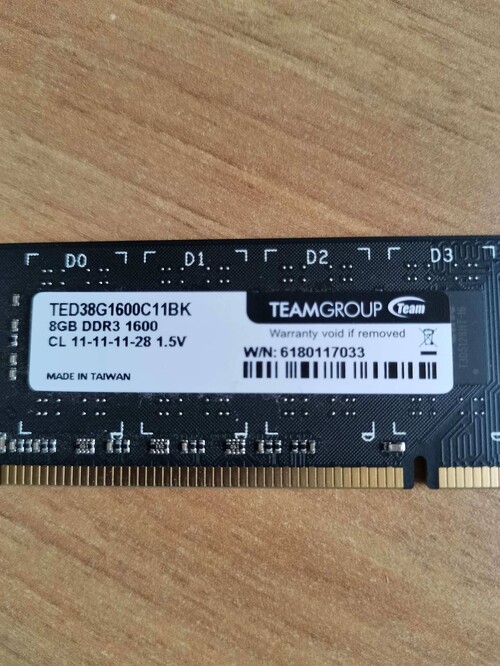 D0 D1 D2 D3
TED38G1600C11BK
8GB DDR3 1600
CL 11-11-11-28 1.5V
MADE IN TAIWAN
TEAMGROUP Team
Warranty void if removed
W/N: 6180117033